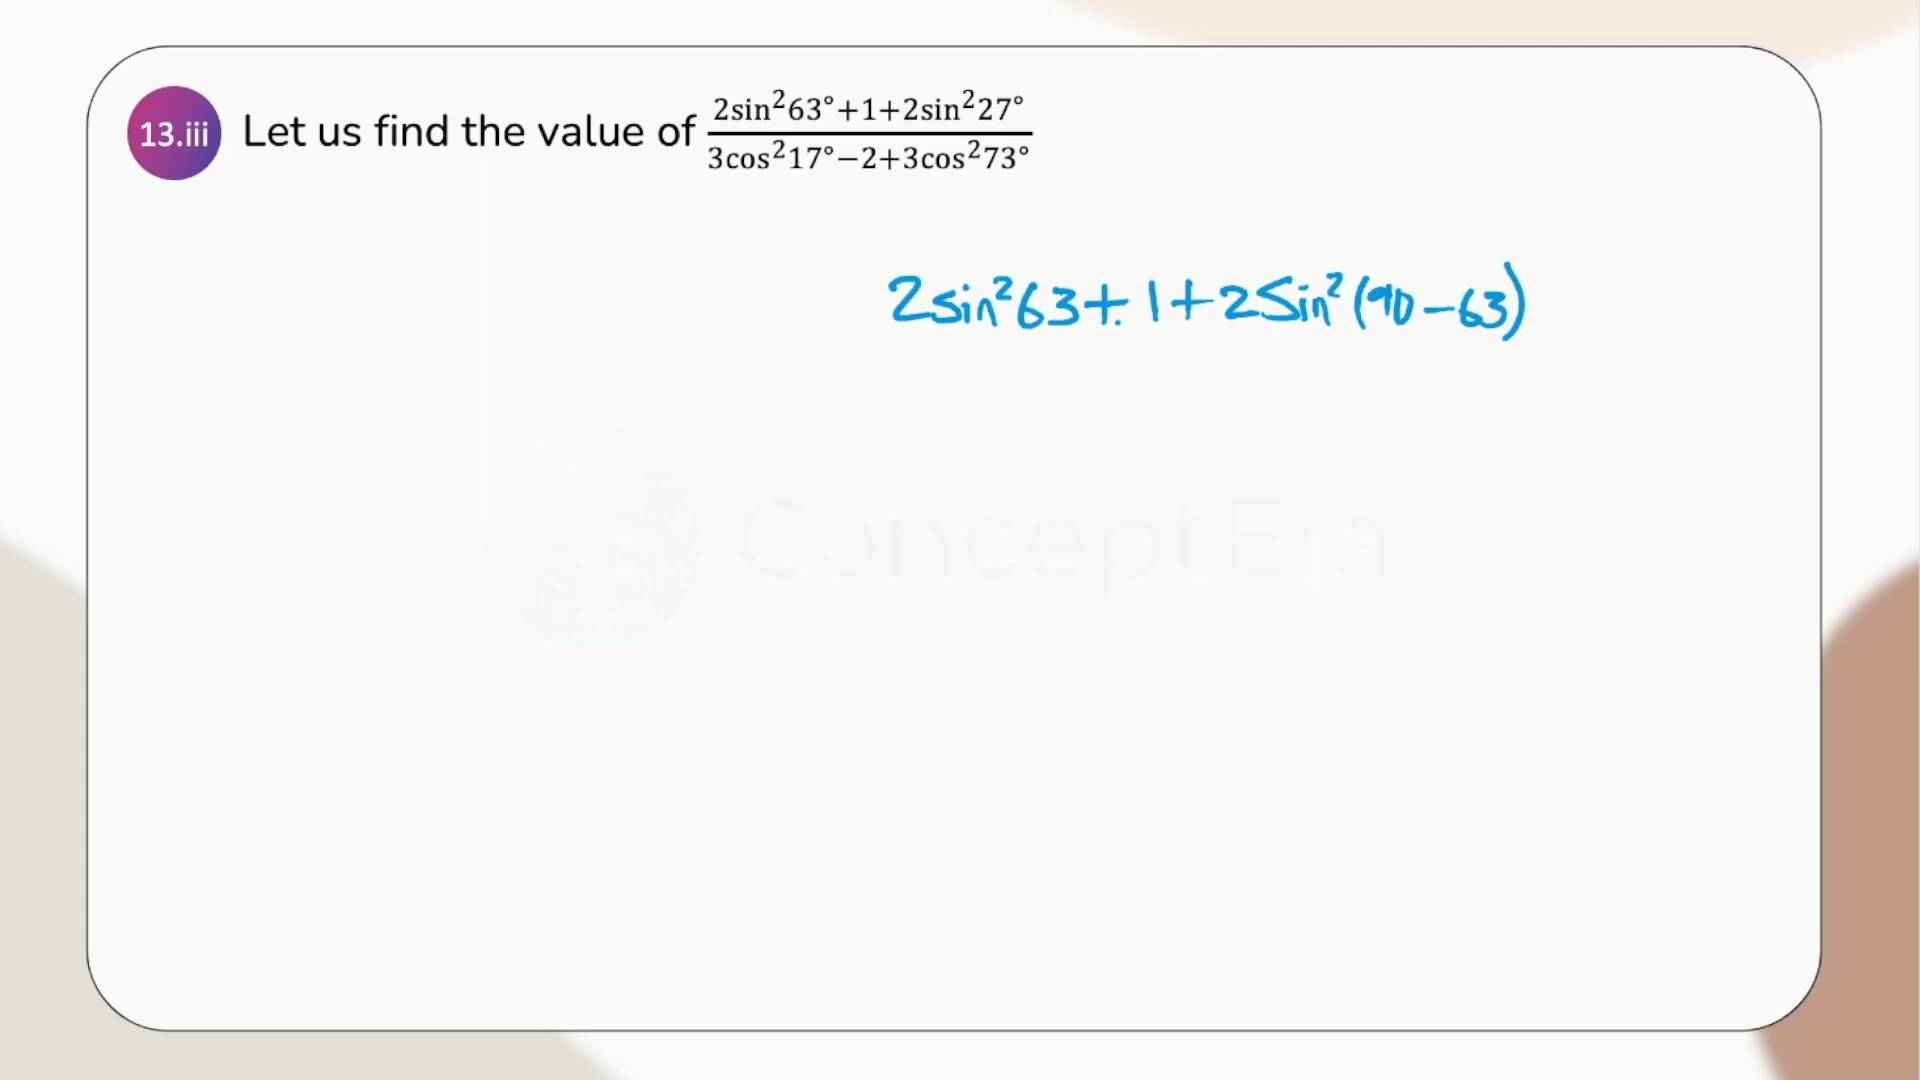 13.iii Let us find the value of (2sin²63°+1+2sin²27°)/(3cos²17°−2+3cos²73°)
2sin²63+1+2Sin²(90−63)
CE ConceptEra